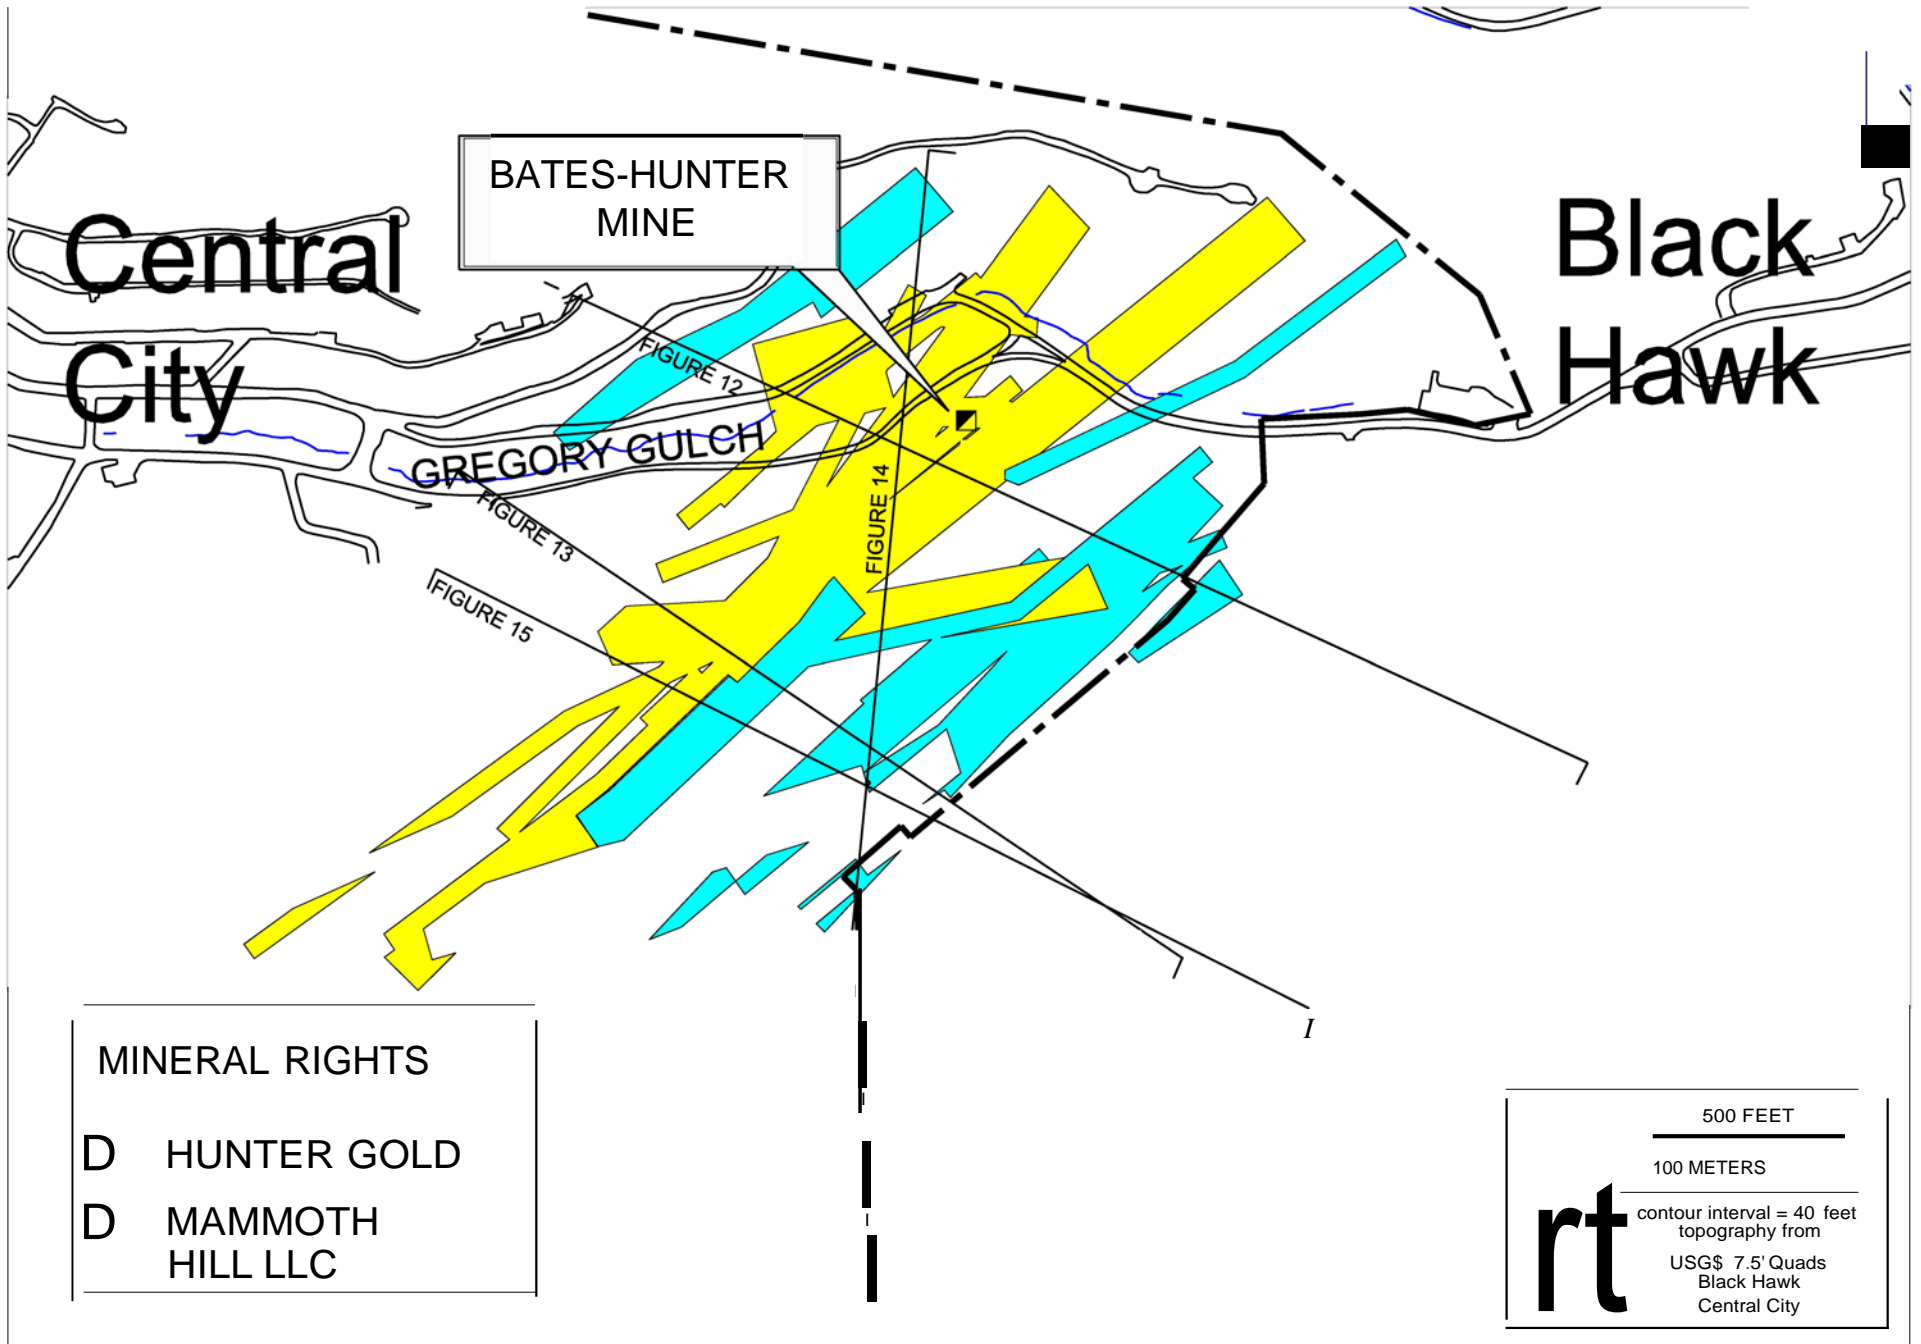 BATES-HUNTER
MINE
Central
City
Black
Hawk
FIGURE 12
GREGORY GULCH
FIGURE 14
FIGURE 13
FIGURE 15
I
MINERAL RIGHTS
D HUNTER GOLD
D MAMMOTH
HILL LLC
500 FEET
100 METERS
rt
contour interval = 40 feet
topography from
USG$ 7.5' Quads
Black Hawk
Central City